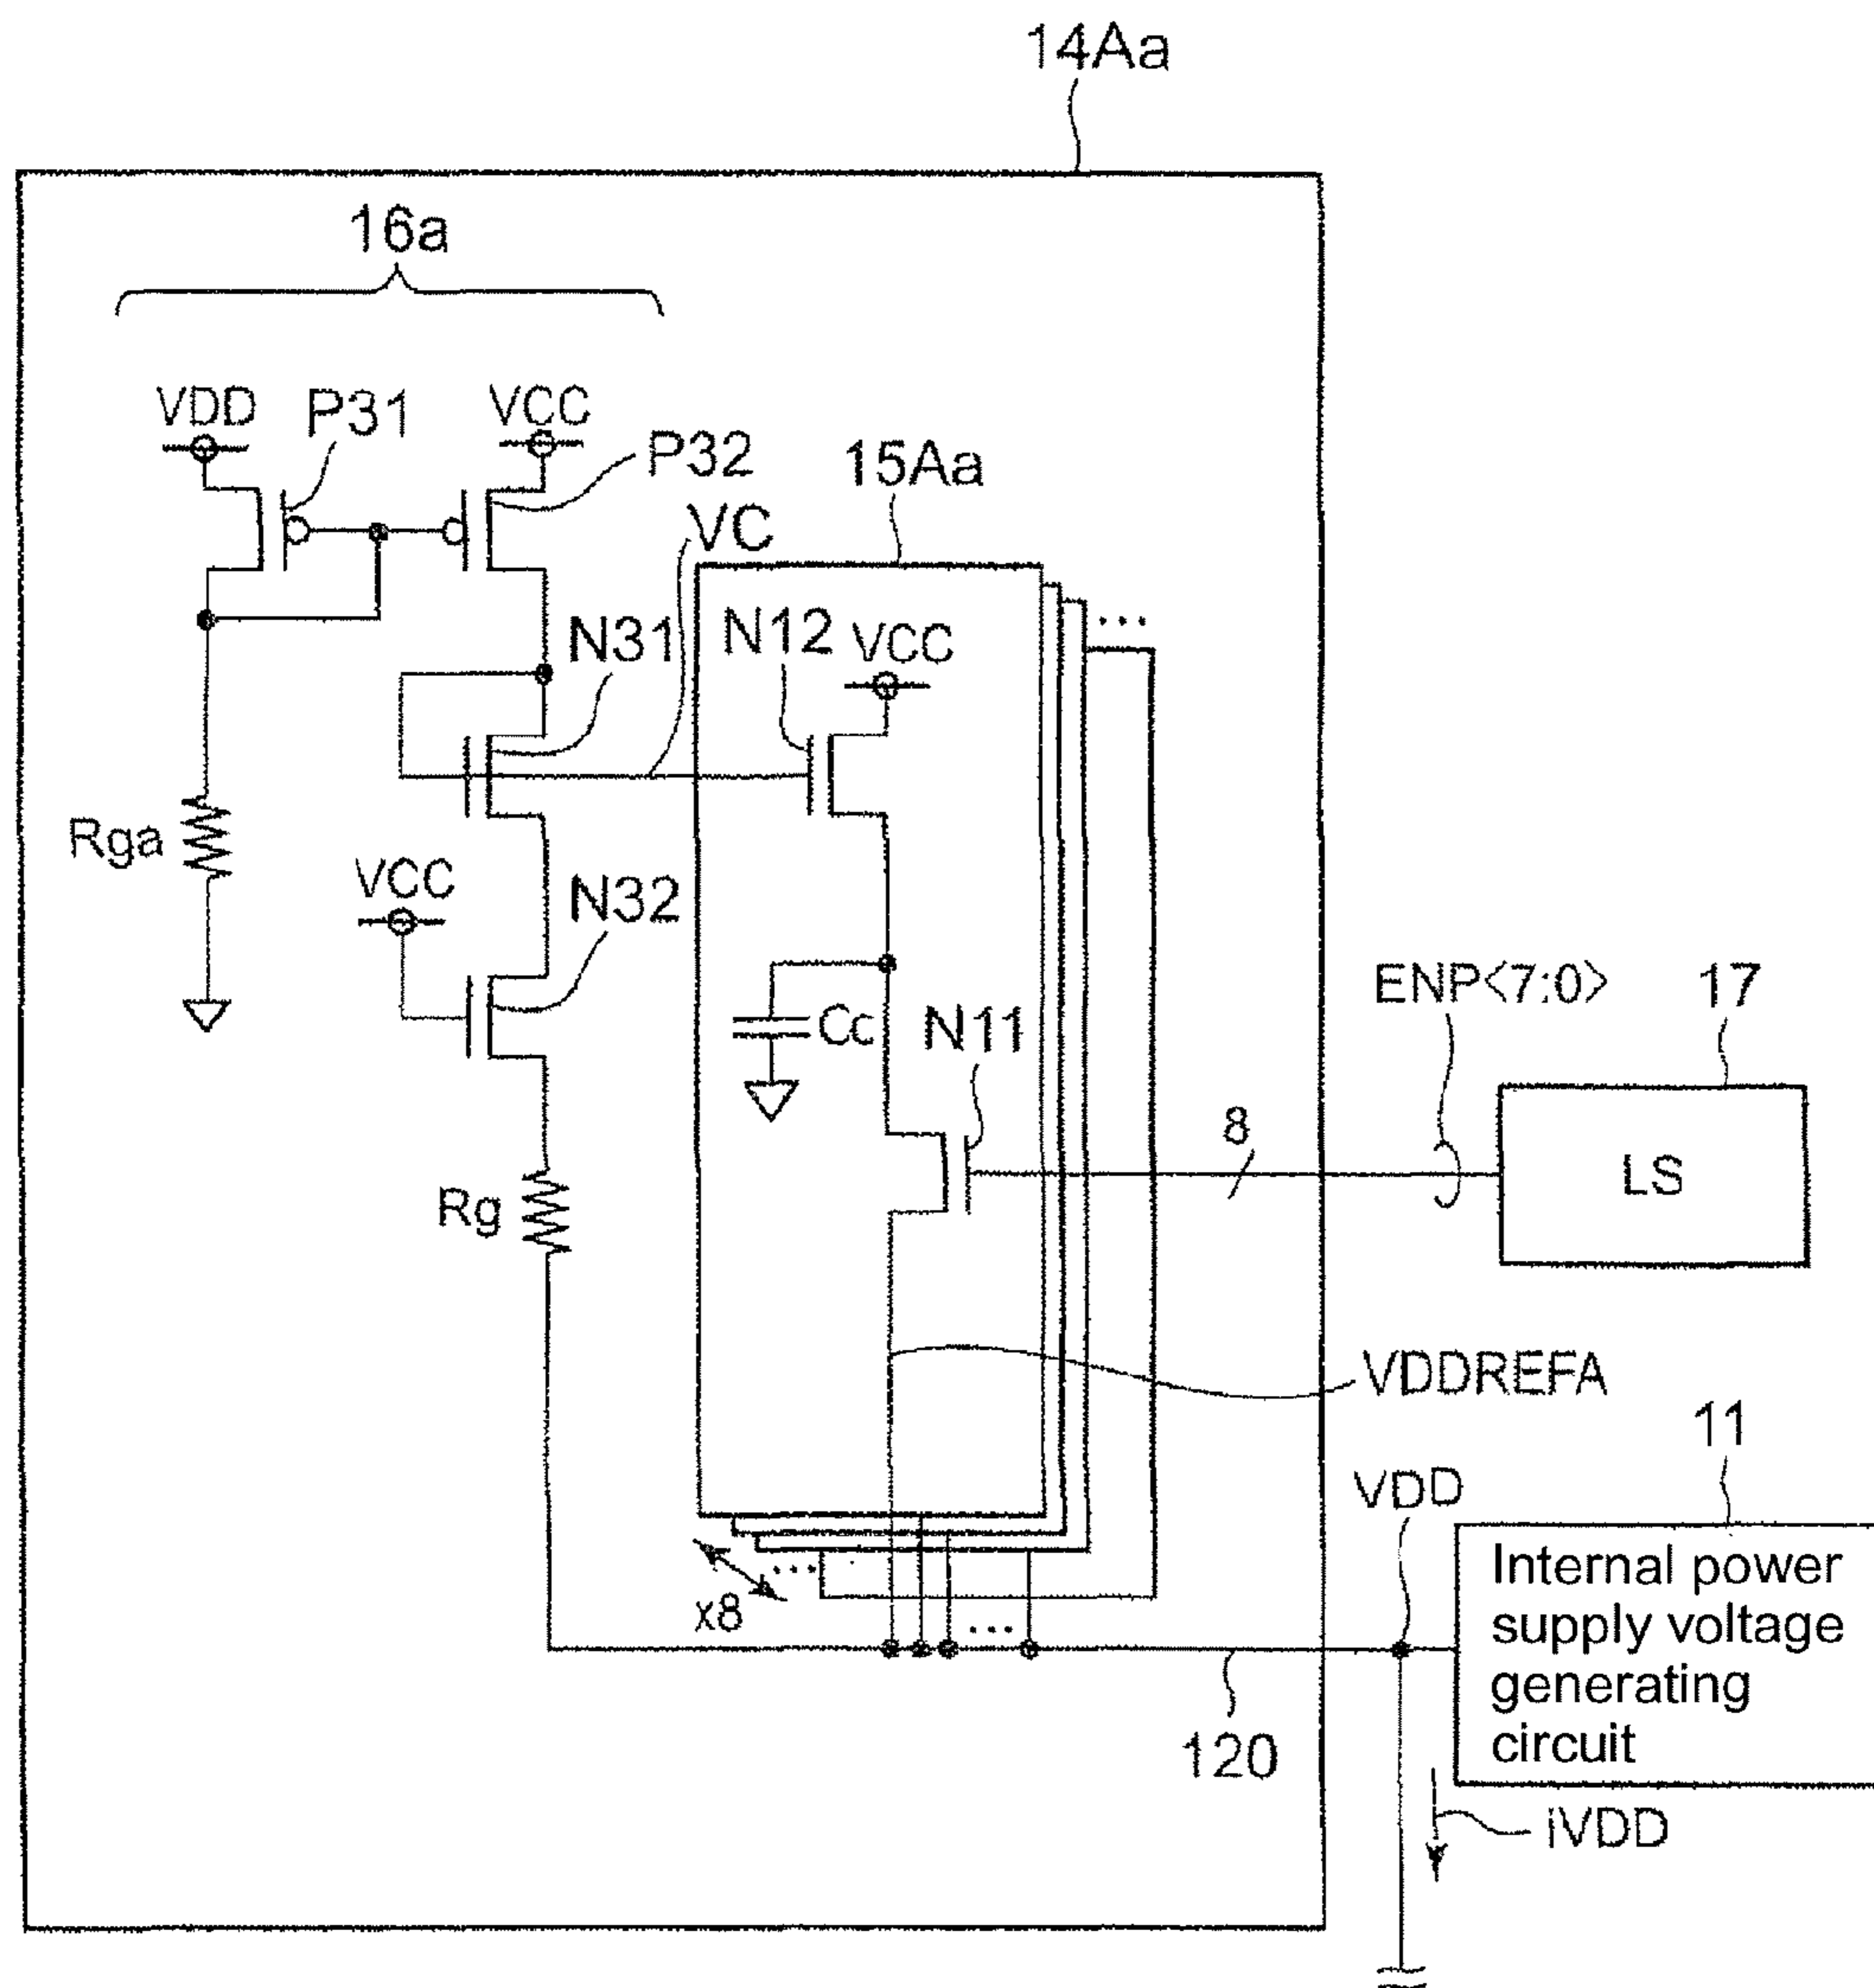 14Aa
16a
VDD
P31
VCC
P32
15Aa
VC
...
N31
N12
VCC
Rga
VCC
N32
ENP<7:0>
17
Cc
N11
8
LS
Rg
VDDREFA
11
VDD
Internal power
supply voltage
generating
circuit
...
x8
...
120
iVDD